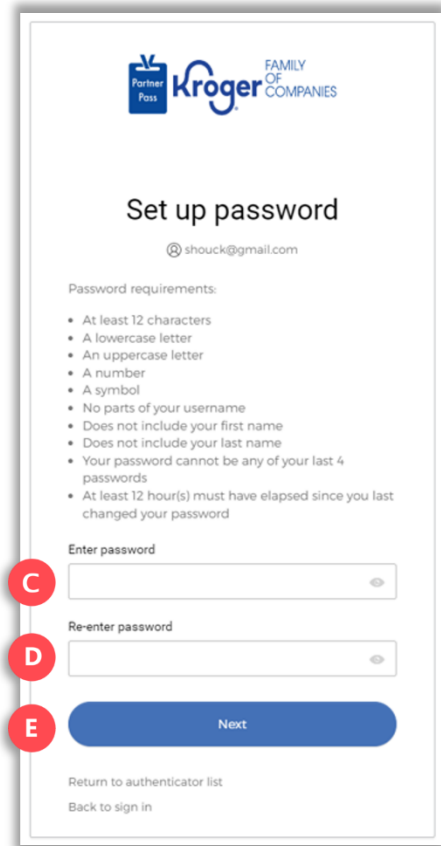 Partner
Pass
Kroger
FAMILY
OF
COMPANIES
Set up password
shouck@gmail.com
Password requirements:
• At least 12 characters
• A lowercase letter
• An uppercase letter
• A number
• A symbol
• No parts of your username
• Does not include your first name
• Does not include your last name
• Your password cannot be any of your last 4
passwords
• At least 12 hour(s) must have elapsed since you last
changed your password
Enter password
C
Re-enter password
D
E
Next
Return to authenticator list
Back to sign in